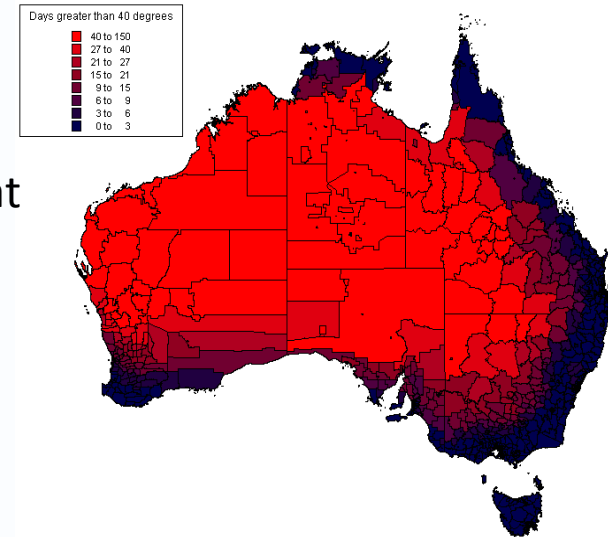 Days greater than 40 degrees
40 to 150
27 to 40
21 to 27
15 to 21
9 to 15
6 to 9
3 to 6
0 to 3